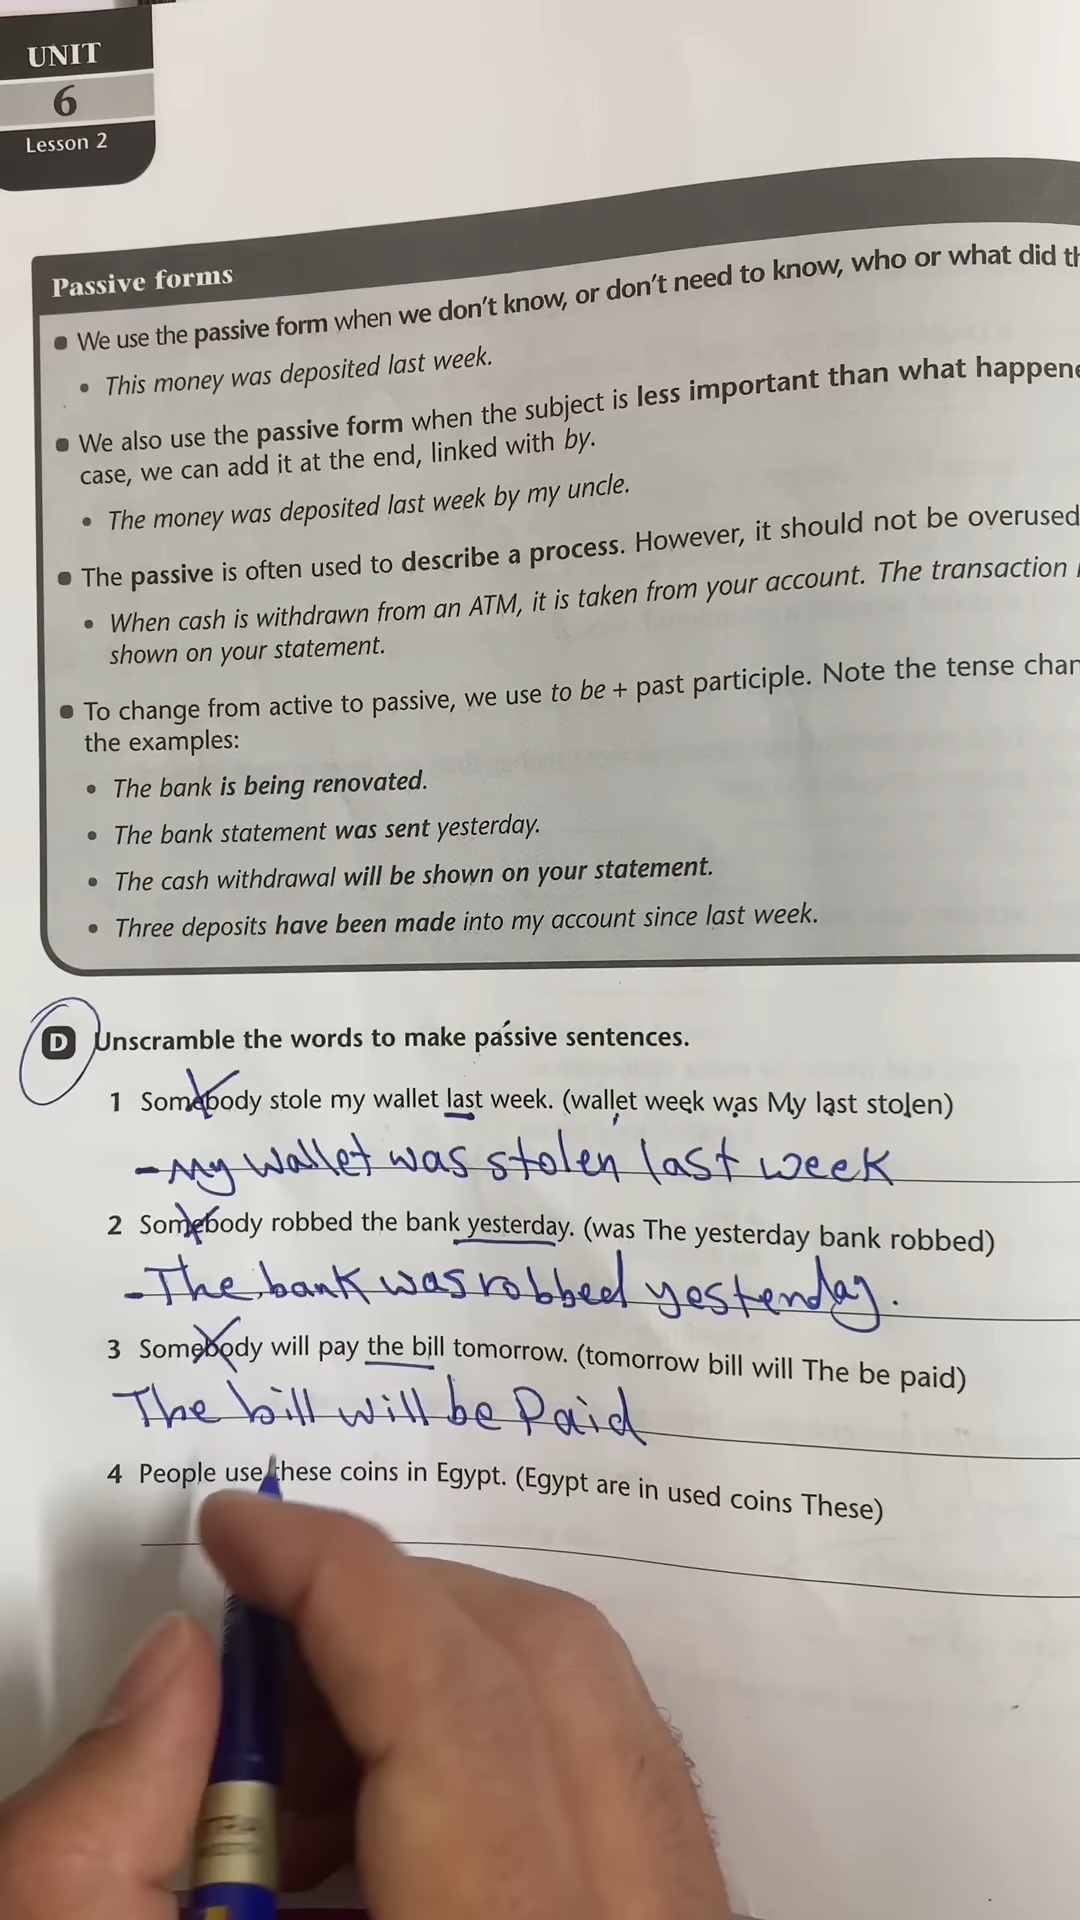 UNIT
6
Lesson 2
Passive forms
We use the passive form when we don't know, or don't need to know, who or what did
• This money was deposited last week.
We also use the passive form when the subject is less important than what
case, we can add it at the end, linked with by.
• The money was deposited last week by my uncle.
The passive is often used to describe a process. However, it should not be overused
• When cash is withdrawn from an ATM, it is taken from your account. The transaction
shown on your statement.
To change from active to passive, we use to be + past participle. Note the tense
the examples:
• The bank is being renovated.
• The bank statement was sent yesterday.
• The cash withdrawal will be shown on your statement.
• Three deposits have been made into my account since last week.
D Unscramble the words to make passive sentences.
1 Somebody stole my wallet last week. (wallet week was My last stolen)
- My wallet was stolen last week
2 Somebody robbed the bank yesterday. (was The yesterday bank robbed)
- The bank was robbed yesterday.
3 Somebody will pay the bill tomorrow. (tomorrow bill will The be paid)
The bill will be Paid
4 People use these coins in Egypt. (Egypt are in used coins These)